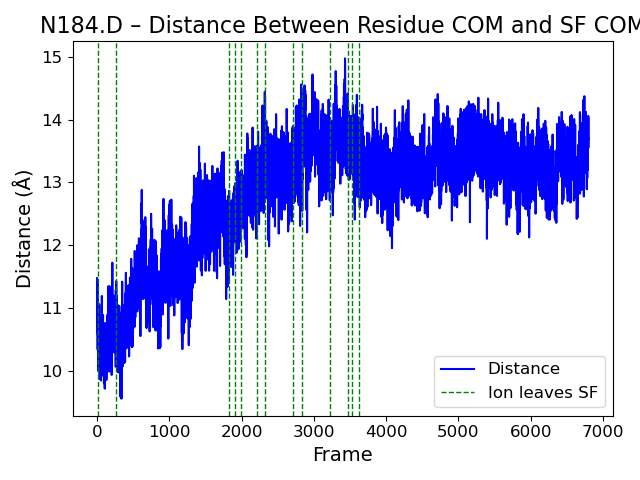 N184.D – Distance Between Residue COM and SF COM
15
14
13
12
11
10
Distance (Å)
Distance
Ion leaves SF
0 1000 2000 3000 4000 5000 6000 7000
Frame